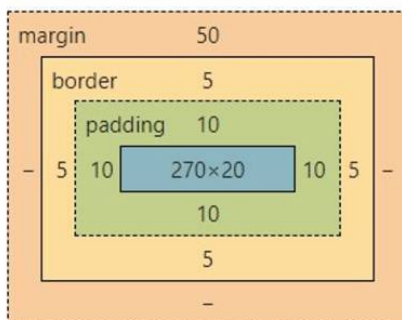 margin 50
border 5
padding 10
– 5 10 270×20 10 5 –
10
5
–